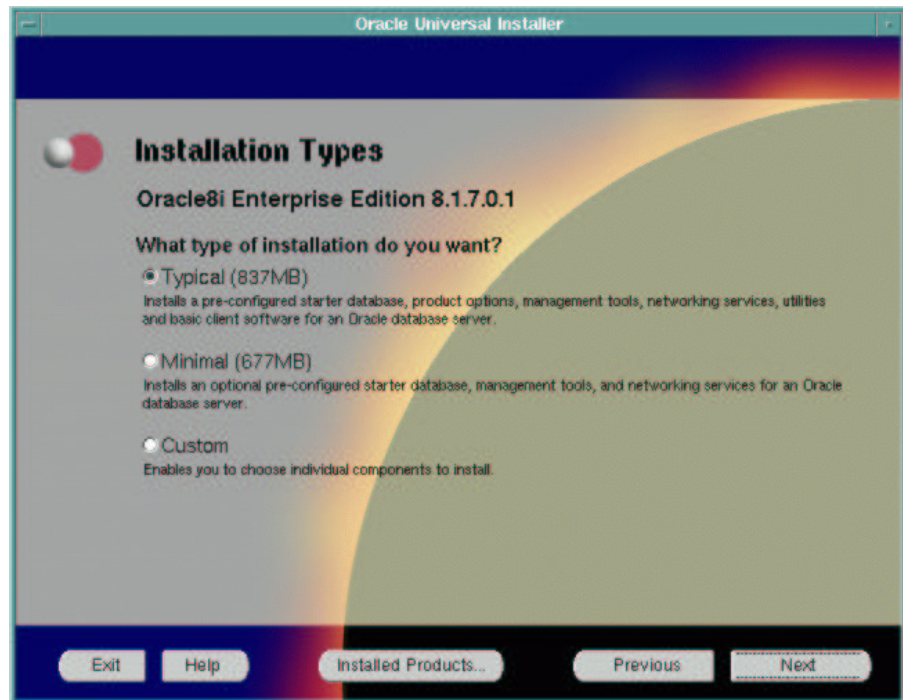 Oracle Universal Installer
Installation Types
Oracle8i Enterprise Edition 8.1.7.0.1
What type of installation do you want?
Typical (837MB)
Installs a pre-configured starter database, product options, management tools, networking services, utilities
and basic client software for an Oracle database server.
Minimal (677MB)
Installs an optional pre-configured starter database, management tools, and networking services for an Oracle
database server.
Custom
Enables you to choose individual components to install.
Exit Help Installed Products... Previous Next